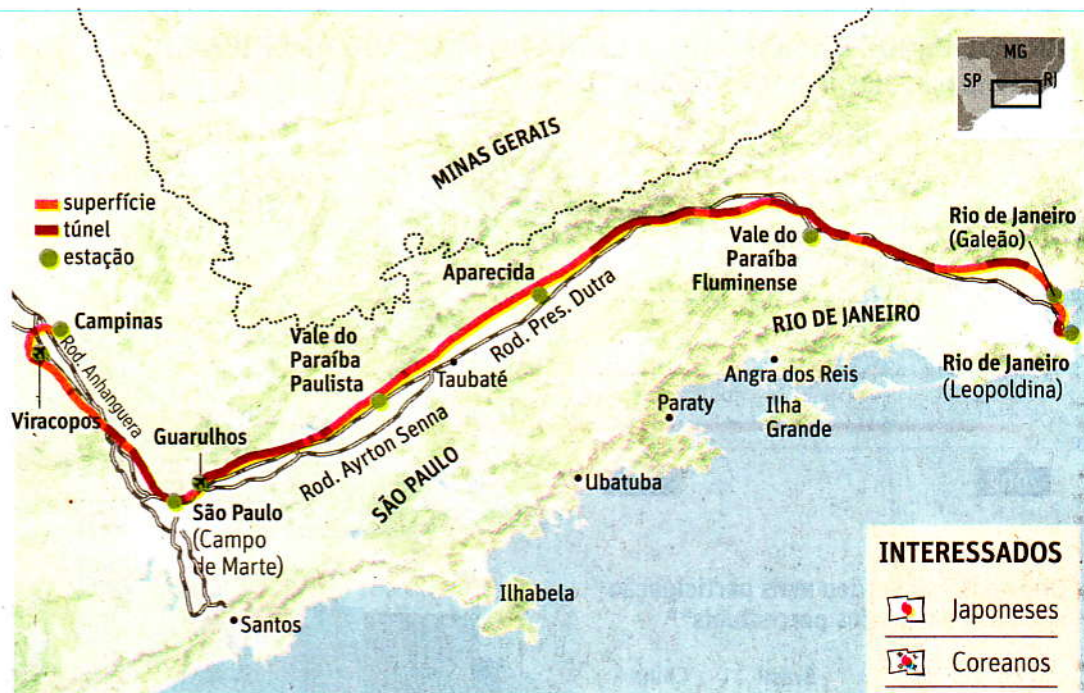 MG
SP
RJ
MINAS GERAIS
superfície
túnel
estação
Campinas
Rod. Anhanguera
Viracopos
Guarulhos
São Paulo
(Campo
de Marte)
Santos
Vale do
Paraíba
Paulista
Aparecida
Taubaté
Rod. Pres. Dutra
Rod. Ayrton Senna
SÃO PAULO
Vale do
Paraíba
Fluminense
Rio de Janeiro
(Galeão)
RIO DE JANEIRO
Rio de Janeiro
(Leopoldina)
Angra dos Reis
Ilha
Grande
Paraty
Ubatuba
Ilhabela
INTERESSADOS
Japoneses
Coreanos